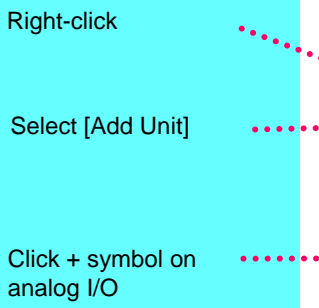 Right-click
Select [Add Unit]
Click + symbol on
analog I/O